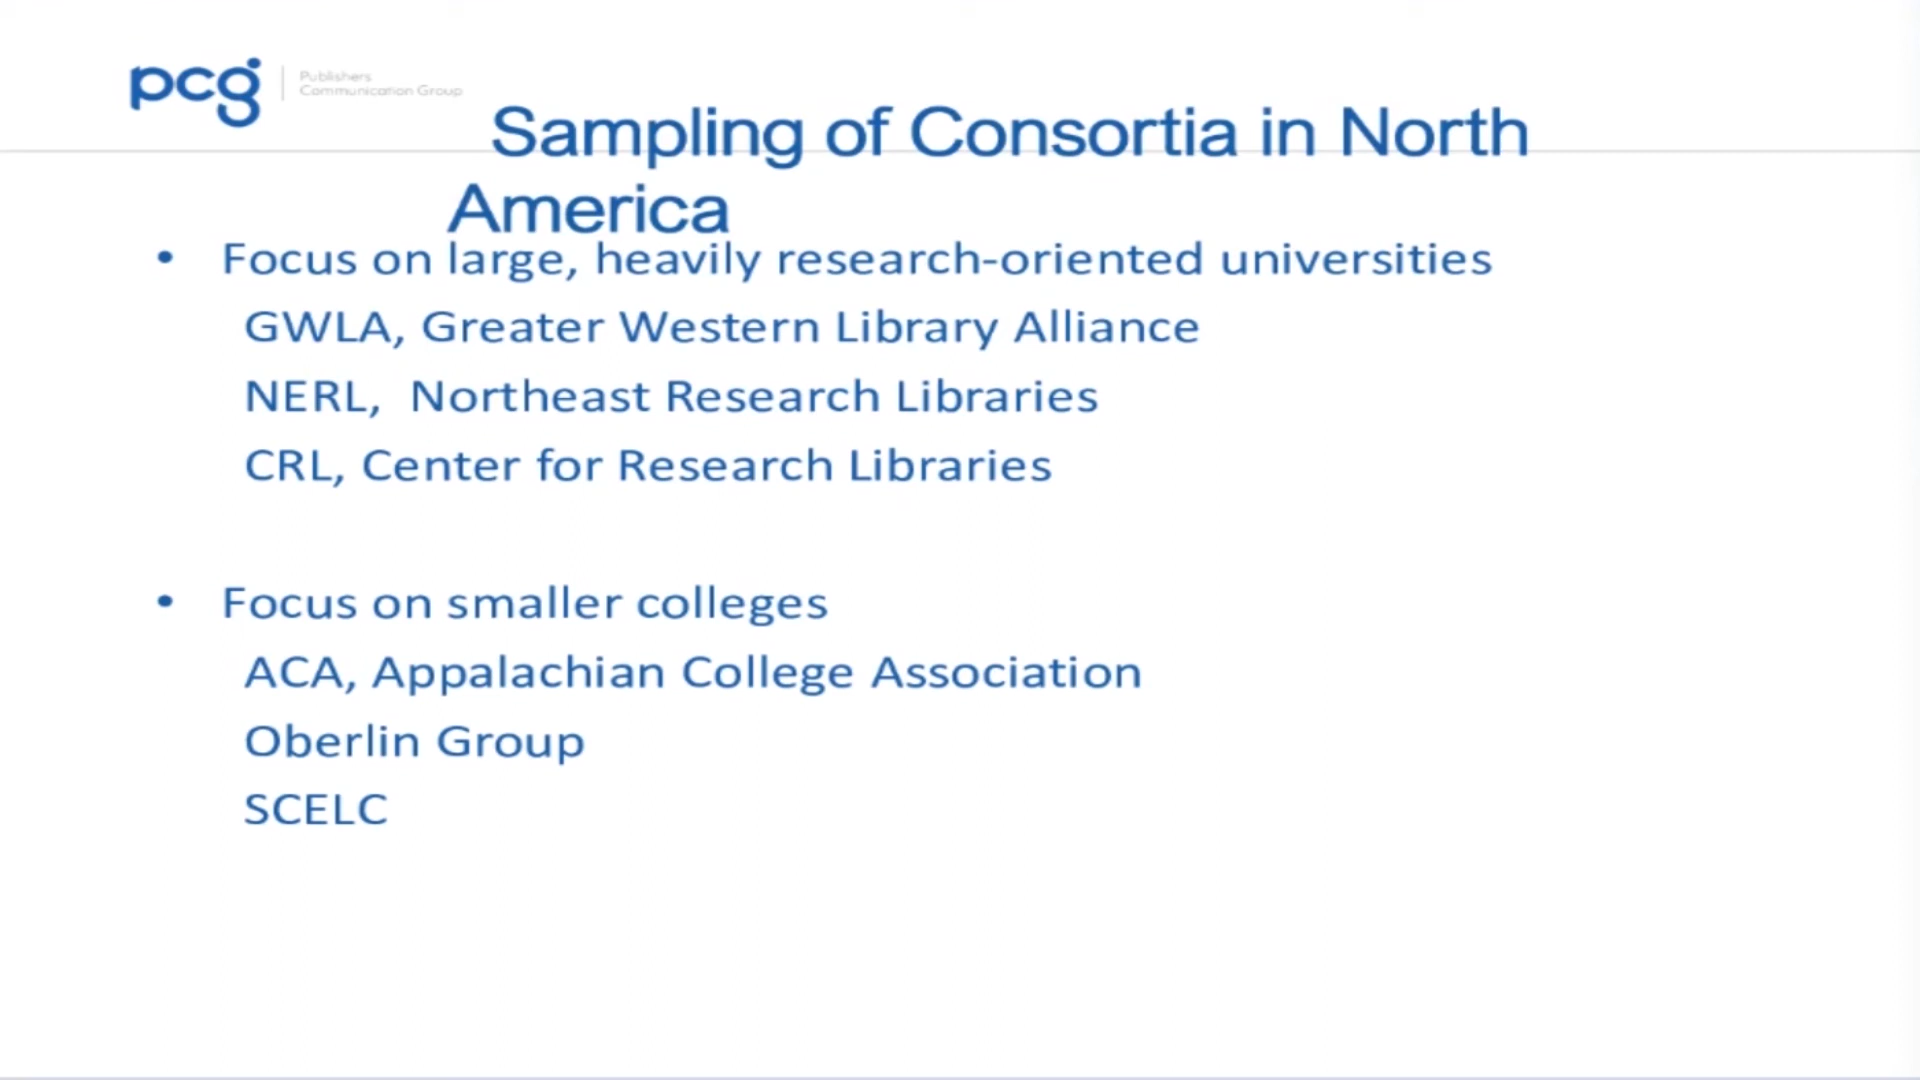 pcg
Publishers
Communication Group
Sampling of Consortia in North
America
• Focus on large, heavily research-oriented universities
GWLA, Greater Western Library Alliance
NERL, Northeast Research Libraries
CRL, Center for Research Libraries
• Focus on smaller colleges
ACA, Appalachian College Association
Oberlin Group
SCELC